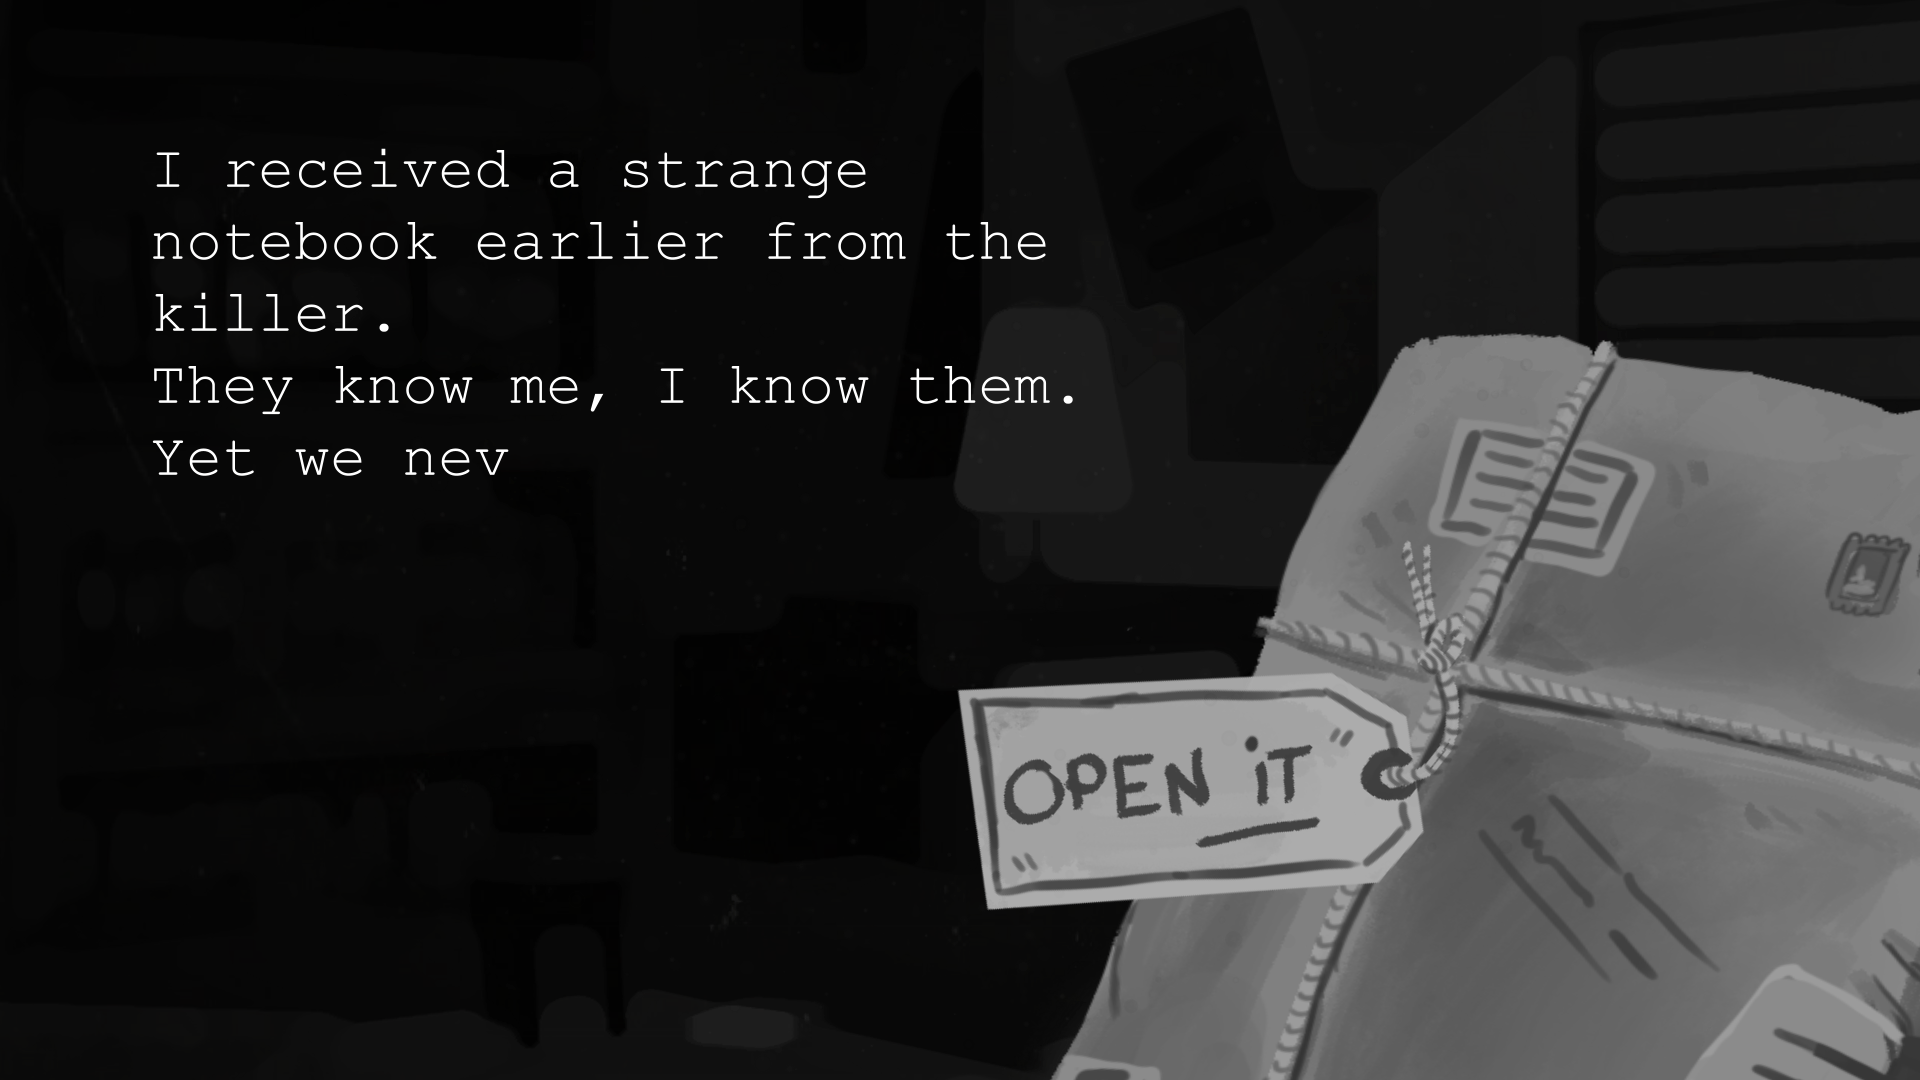 I received a strange
notebook earlier from the
killer.
They know me, I know them.
Yet we nev
OPEN iT